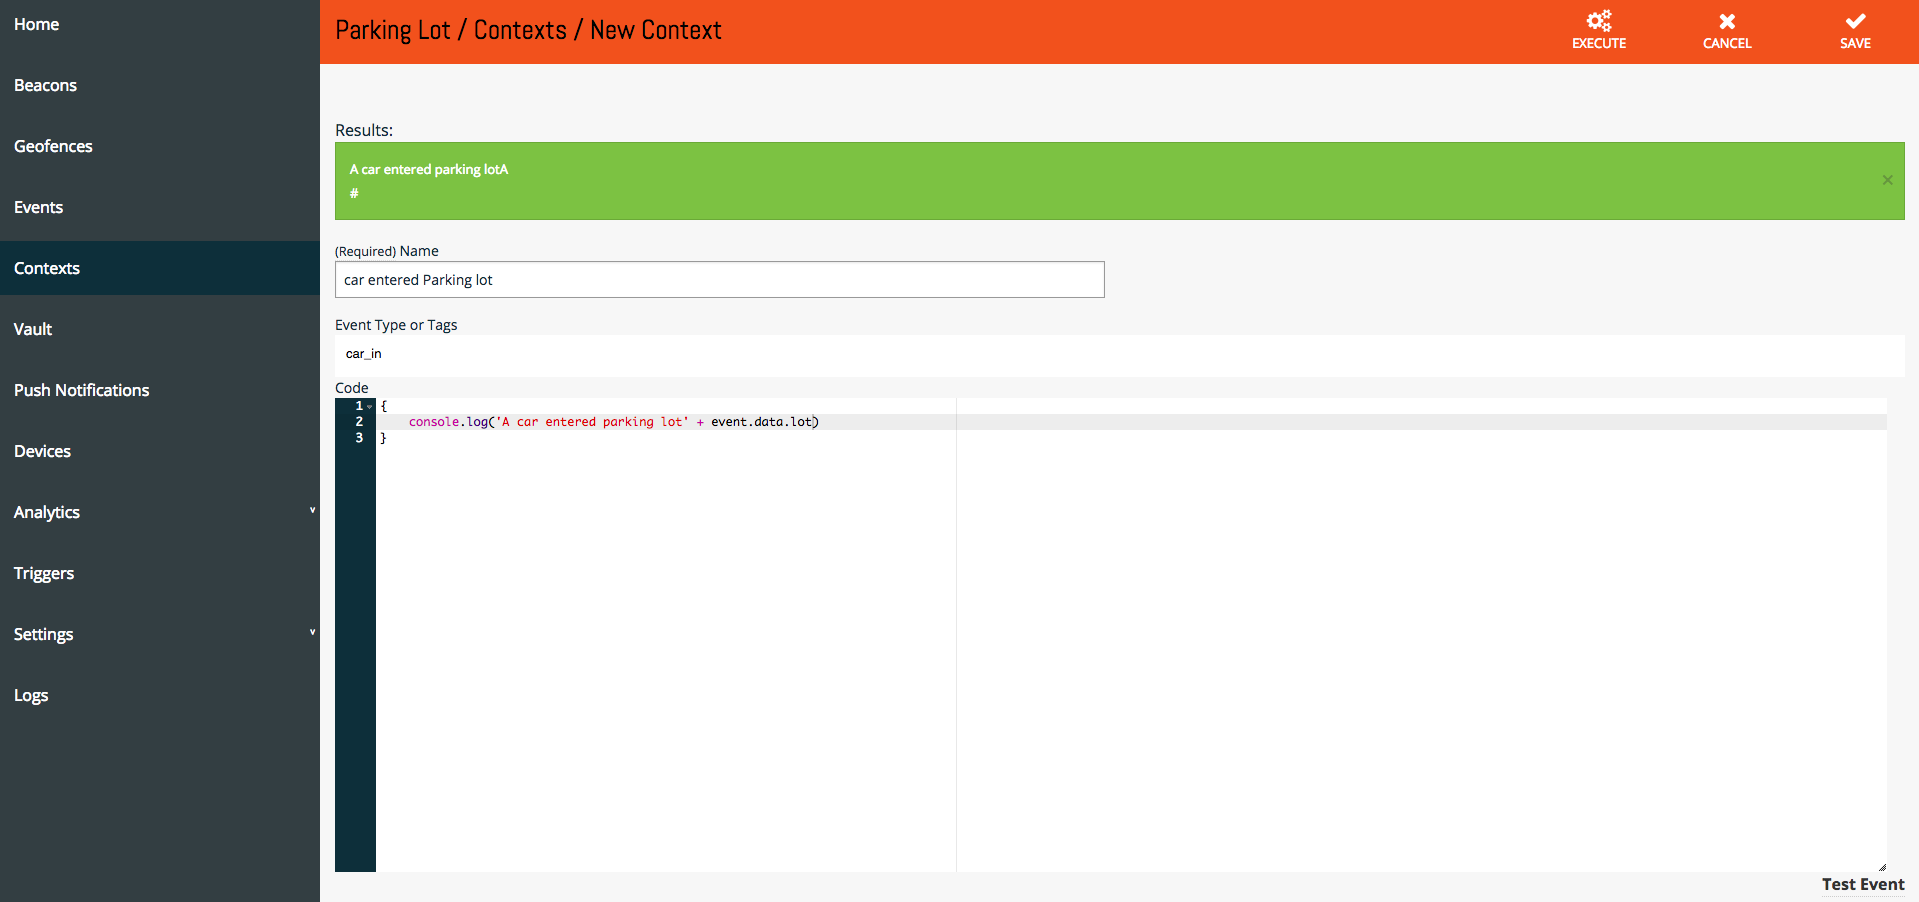 Home
Beacons
Geofences
Events
Contexts
Vault
Push Notifications
Devices
Analytics
Triggers
Settings
Logs
Parking Lot / Contexts / New Context
EXECUTE
CANCEL
SAVE
Results:
A car entered parking lotA
#
(Required) Name
car entered Parking lot
Event Type or Tags
car_in
Code
1 {
2     console.log('A car entered parking lot' + event.data.lot)
3 }
Test Event